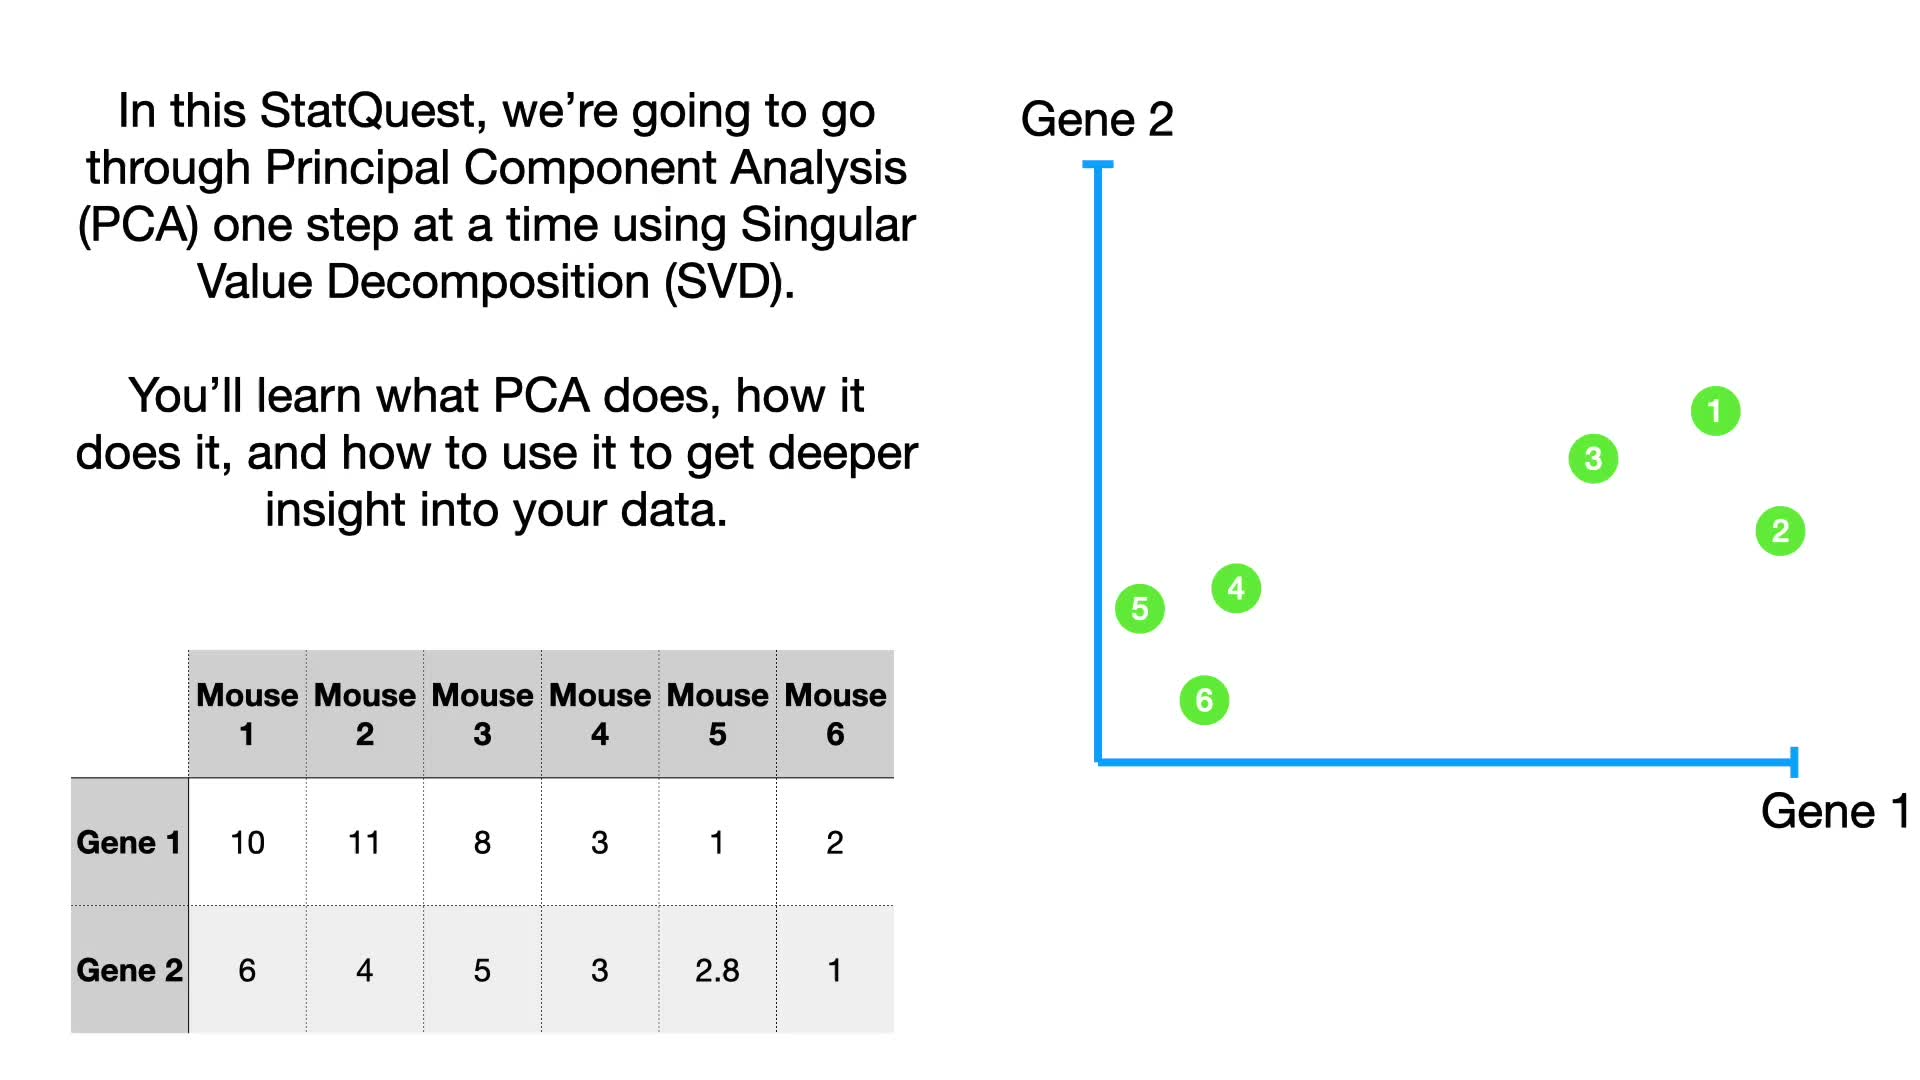 In this StatQuest, we're going to go
through Principal Component Analysis
(PCA) one step at a time using Singular
Value Decomposition (SVD).
You'll learn what PCA does, how it
does it, and how to use it to get deeper
insight into your data.
Mouse 1 Mouse 2 Mouse 3 Mouse 4 Mouse 5 Mouse 6
Gene 1 10 11 8 3 1 2
Gene 2 6 4 5 3 2.8 1
Gene 2
1
3
2
4
5
6
Gene 1